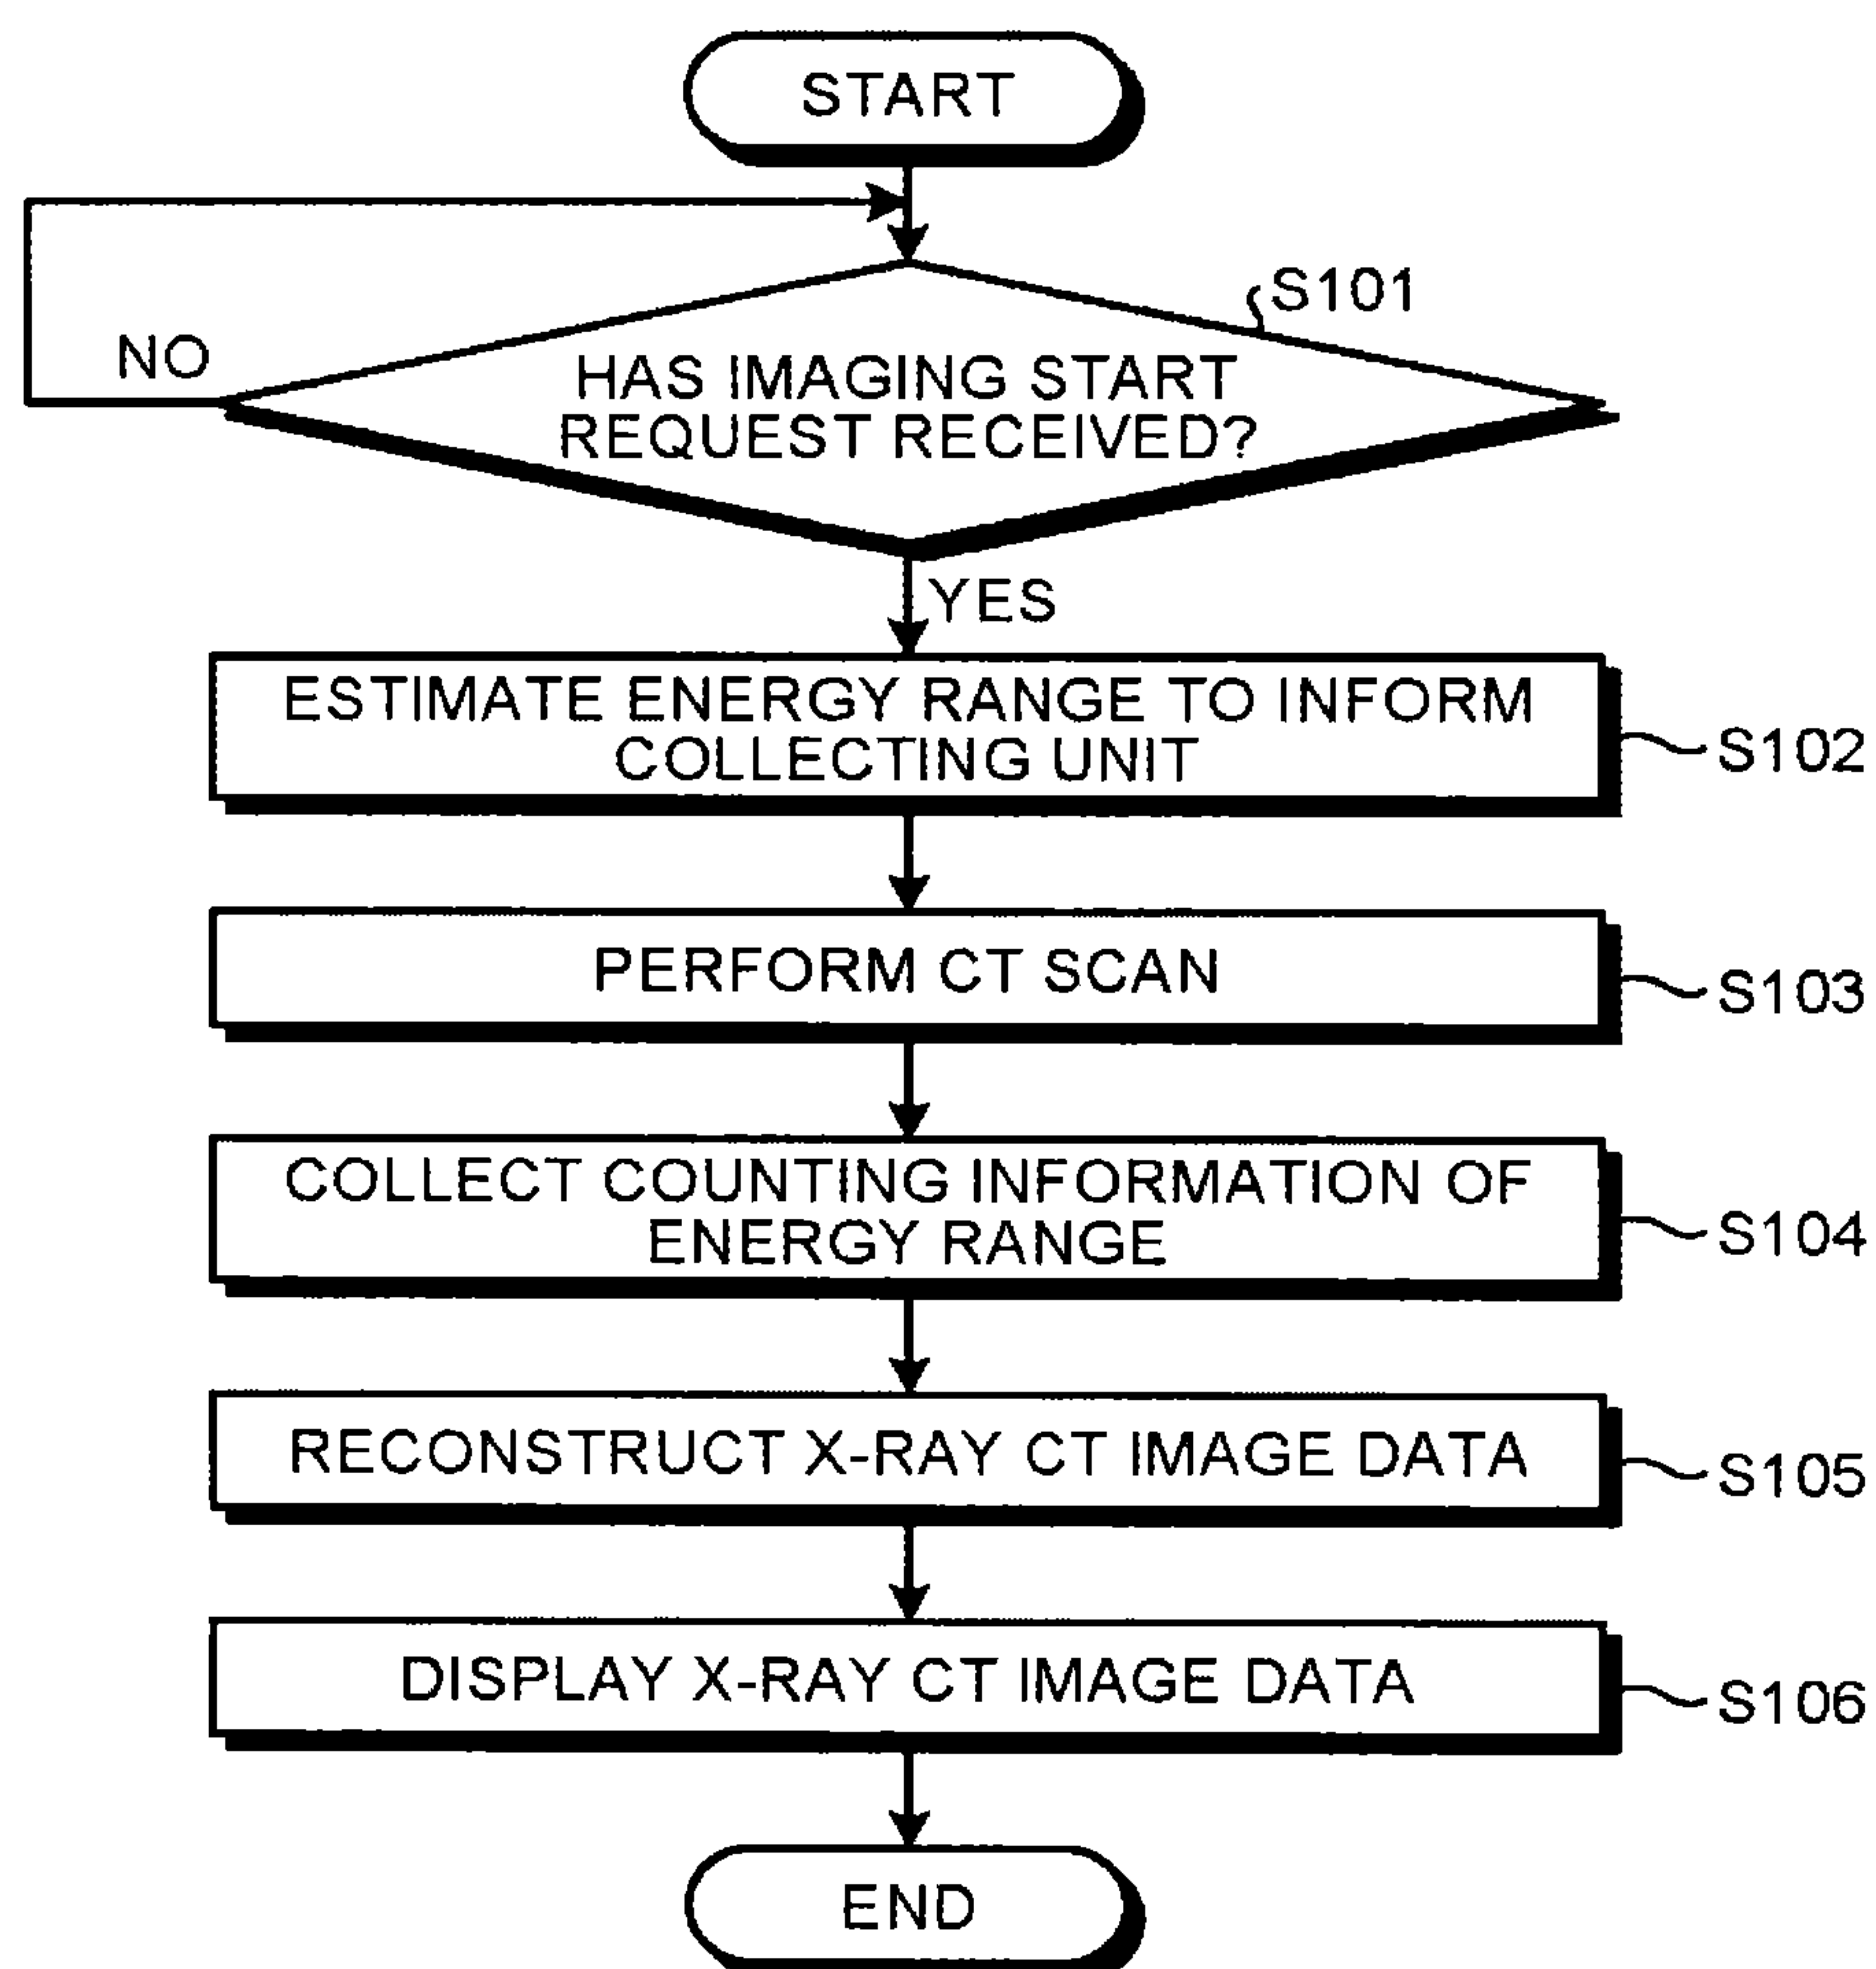 START
S101
NO
HAS IMAGING START
REQUEST RECEIVED?
YES
ESTIMATE ENERGY RANGE TO INFORM
COLLECTING UNIT
S102
PERFORM CT SCAN
S103
COLLECT COUNTING INFORMATION OF
ENERGY RANGE
S104
RECONSTRUCT X-RAY CT IMAGE DATA
S105
DISPLAY X-RAY CT IMAGE DATA
S106
END